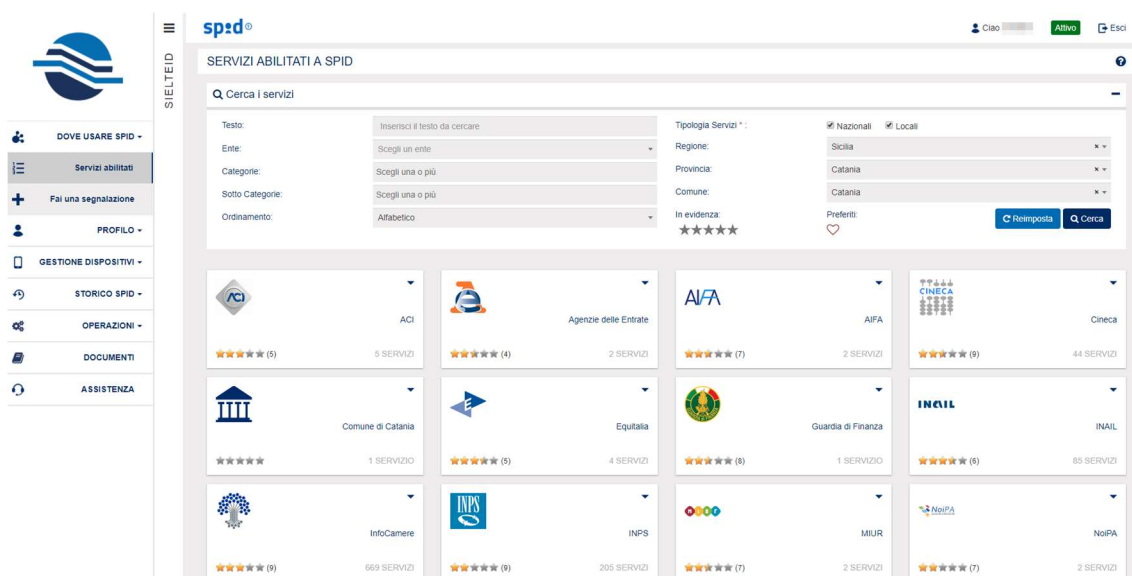 spid
Ciao
Attivo
Esci
SIELTEID
SERVIZI ABILITATI A SPID
Cerca i servizi
DOVE USARE SPID
Servizi abilitati
Fai una segnalazione
PROFILO
GESTIONE DISPOSITIVI
STORICO SPID
OPERAZIONI
DOCUMENTI
ASSISTENZA
Testo: Inserisci il testo da cercare
Ente: Scegli un ente
Categorie: Scegli una o più
Sotto Categorie: Scegli una o più
Ordinamento: Alfabetico
Tipologia Servizi * : Nazionali Locali
Regione: Sicilia
Provincia: Catania
Comune: Catania
In evidenza: Preferiti:
Reimposta Cerca
ACI
ACI
(5) 5 SERVIZI
Agenzie delle Entrate
(4) 2 SERVIZI
AIFA
AIFA
(7) 2 SERVIZI
CINECA
Cineca
(9) 44 SERVIZI
Comune di Catania
1 SERVIZIO
E
Equitalia
(5) 4 SERVIZI
Guardia di Finanza
(8) 1 SERVIZIO
INAIL
INAIL
(6) 85 SERVIZI
InfoCamere
(9) 669 SERVIZI
INPS
INPS
(9) 205 SERVIZI
MIUR
MIUR
(7) 2 SERVIZI
NoiPA
NoiPA
(7) 2 SERVIZI